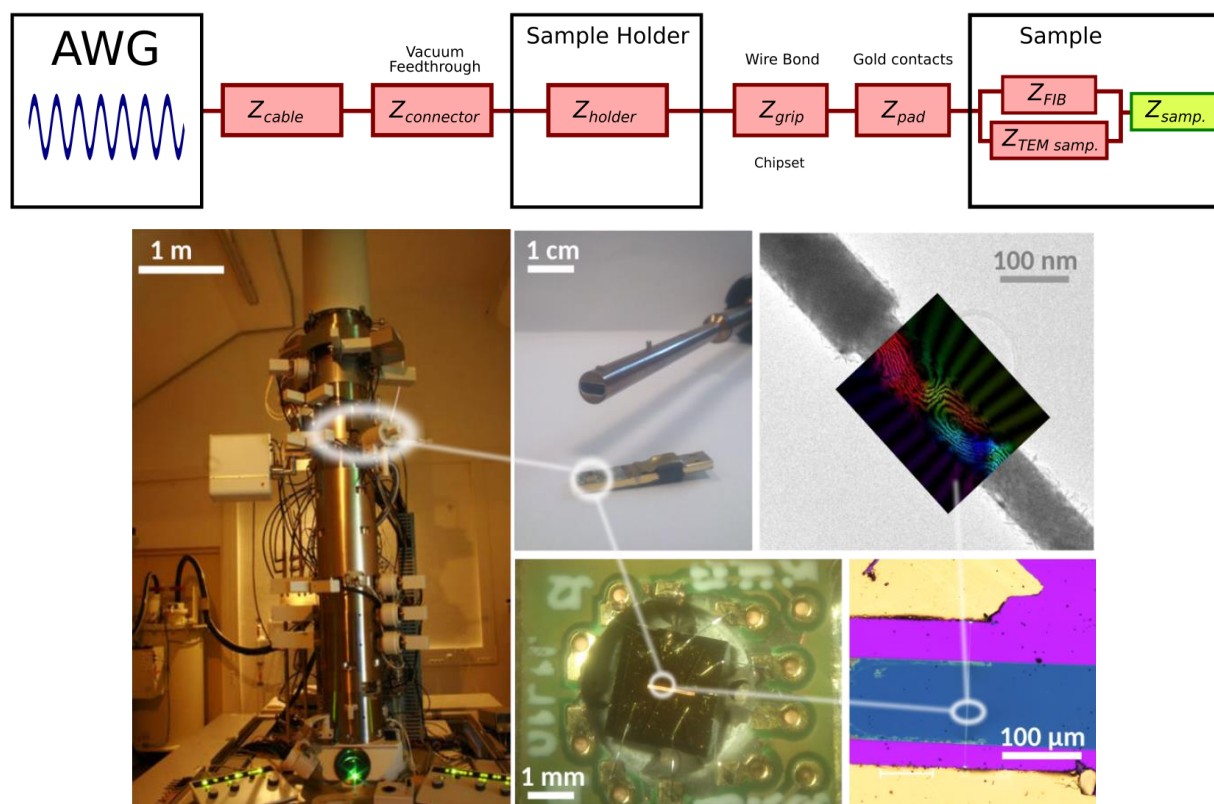 AWG
Z_cable
Vacuum
Feedthrough
Z_connector
Sample Holder
Z_holder
Wire Bond
Z_grip
Chipset
Gold contacts
Z_pad
Sample
Z_FIB
Z_TEM samp.
Z_samp.
1 m
1 cm
100 nm
1 mm
100 µm